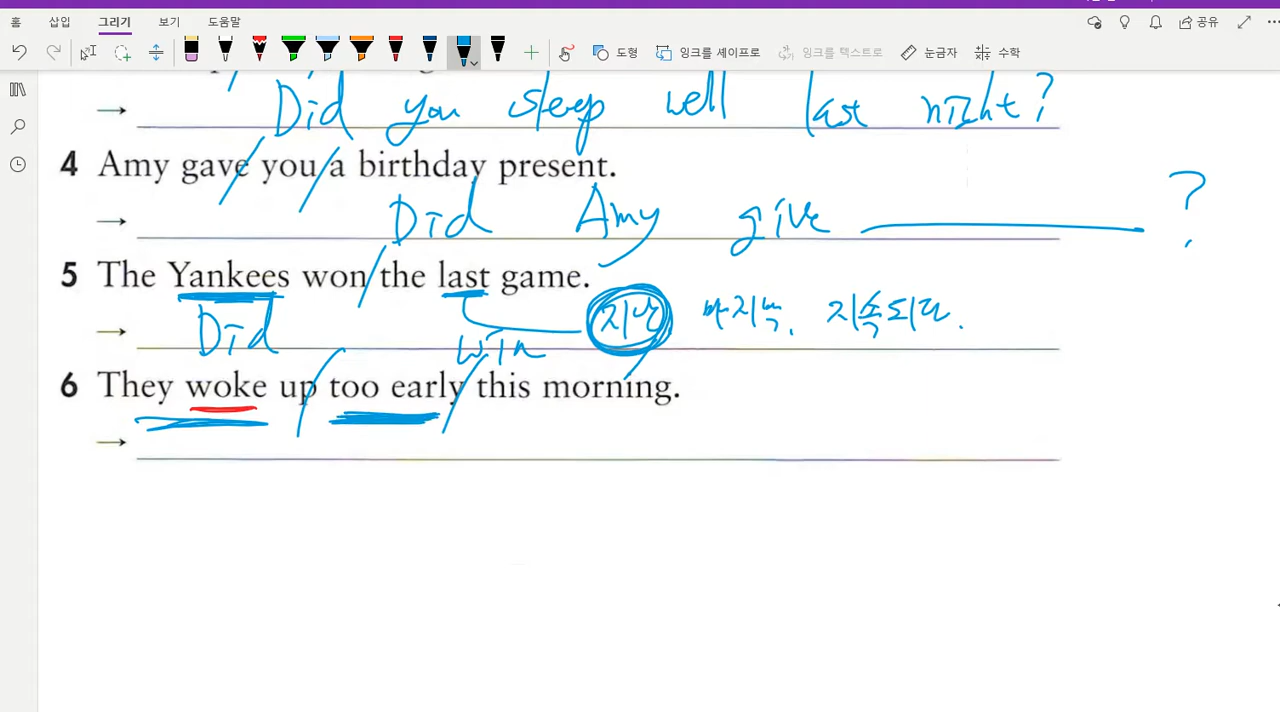 홈 삽입 그리기 보기 도움말 공유
도형 잉크를 셰이프로 잉크를 텍스트로 눈금자 수학
→ Did you sleep well last night?
4 Amy gave / you / a birthday present.
→ Did Amy give ______ ?
5 The Yankees won / the last game.
지난 마지막, 지속되다.
→ Did win
6 They woke up / too early / this morning.
→